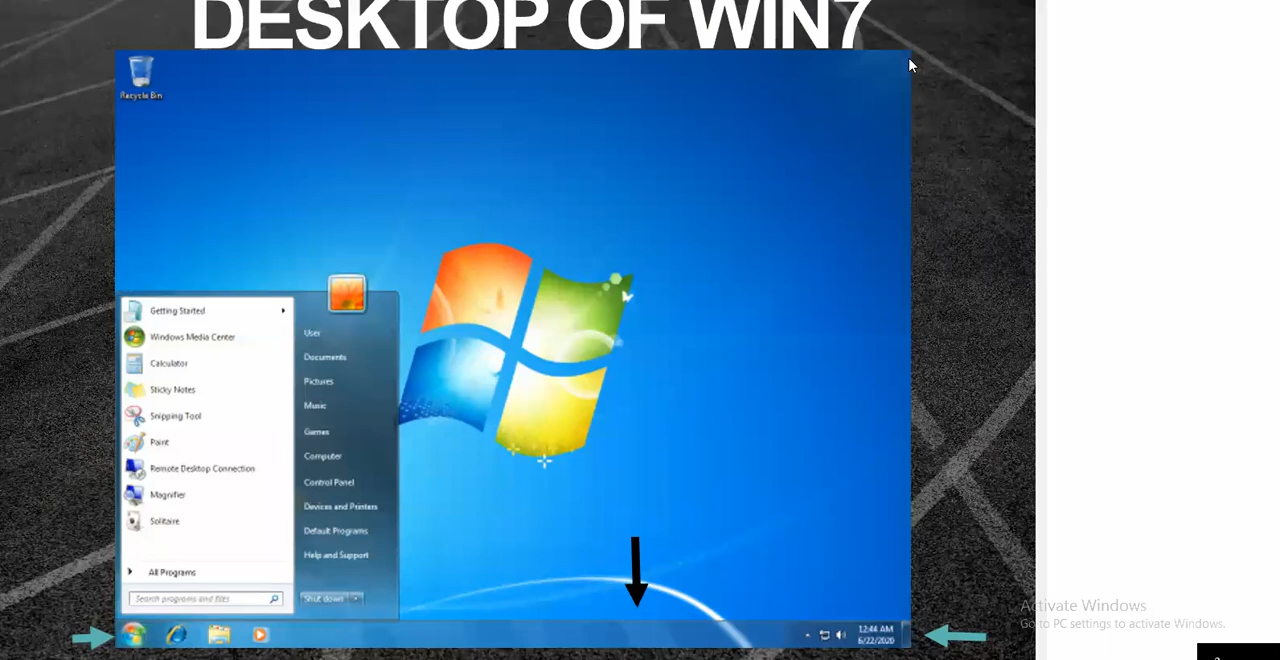 DESKTOP OF WIN7
Recycle Bin
Getting Started
Windows Media Center
Calculator
Sticky Notes
Snipping Tool
Paint
Remote Desktop Connection
Magnifier
Solitaire
All Programs
Search programs and files
User
Documents
Pictures
Music
Games
Computer
Control Panel
Devices and Printers
Default Programs
Help and Support
Shut down
12:44 AM
6/22/2020
Activate Windows
Go to PC settings to activate Windows.